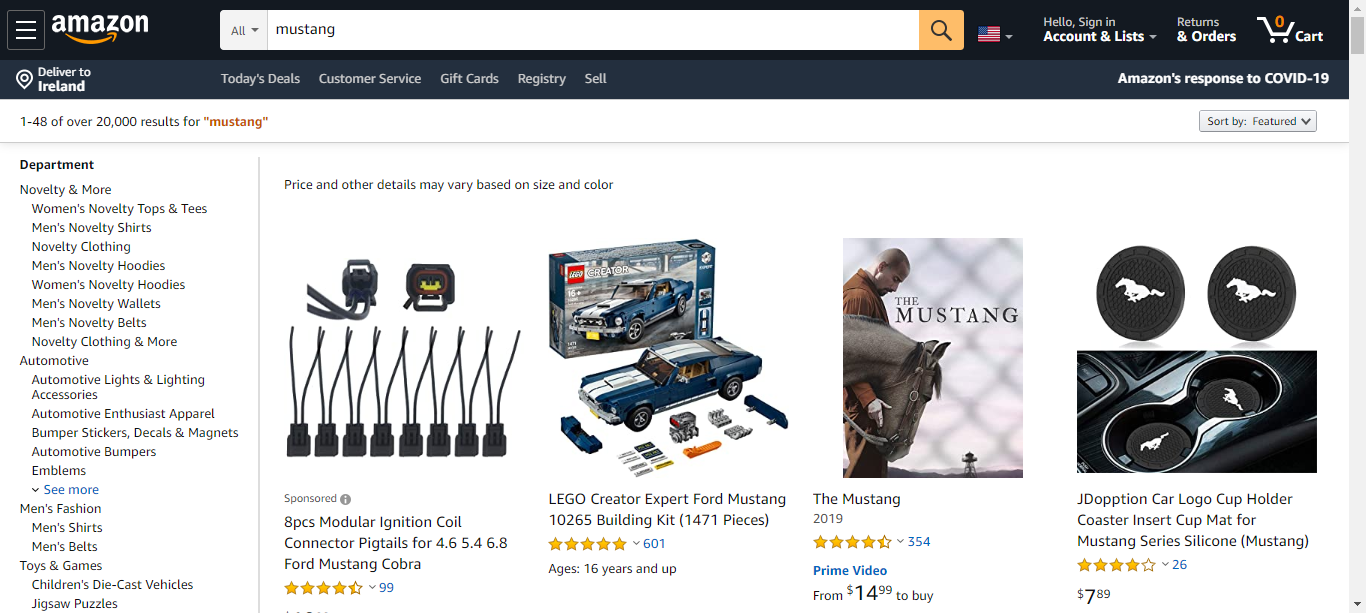 amazon
All
mustang
Hello, Sign in
Account & Lists
Returns
& Orders
0
Cart
Deliver to
Ireland
Today's Deals
Customer Service
Gift Cards
Registry
Sell
Amazon's response to COVID-19
1-48 of over 20,000 results for "mustang"
Sort by: Featured
Department
Novelty & More
Women's Novelty Tops & Tees
Men's Novelty Shirts
Novelty Clothing
Men's Novelty Hoodies
Women's Novelty Hoodies
Men's Novelty Wallets
Men's Novelty Belts
Novelty Clothing & More
Automotive
Automotive Lights & Lighting
Accessories
Automotive Enthusiast Apparel
Bumper Stickers, Decals & Magnets
Automotive Bumpers
Emblems
See more
Men's Fashion
Men's Shirts
Men's Belts
Toys & Games
Children's Die-Cast Vehicles
Jigsaw Puzzles
Price and other details may vary based on size and color
Sponsored
8pcs Modular Ignition Coil
Connector Pigtails for 4.6 5.4 6.8
Ford Mustang Cobra
99
LEGO
CREATOR
16+
LEGO Creator Expert Ford Mustang
10265 Building Kit (1471 Pieces)
601
Ages: 16 years and up
THE
MUSTANG
The Mustang
2019
354
Prime Video
From $1499 to buy
JDopption Car Logo Cup Holder
Coaster Insert Cup Mat for
Mustang Series Silicone (Mustang)
26
$789